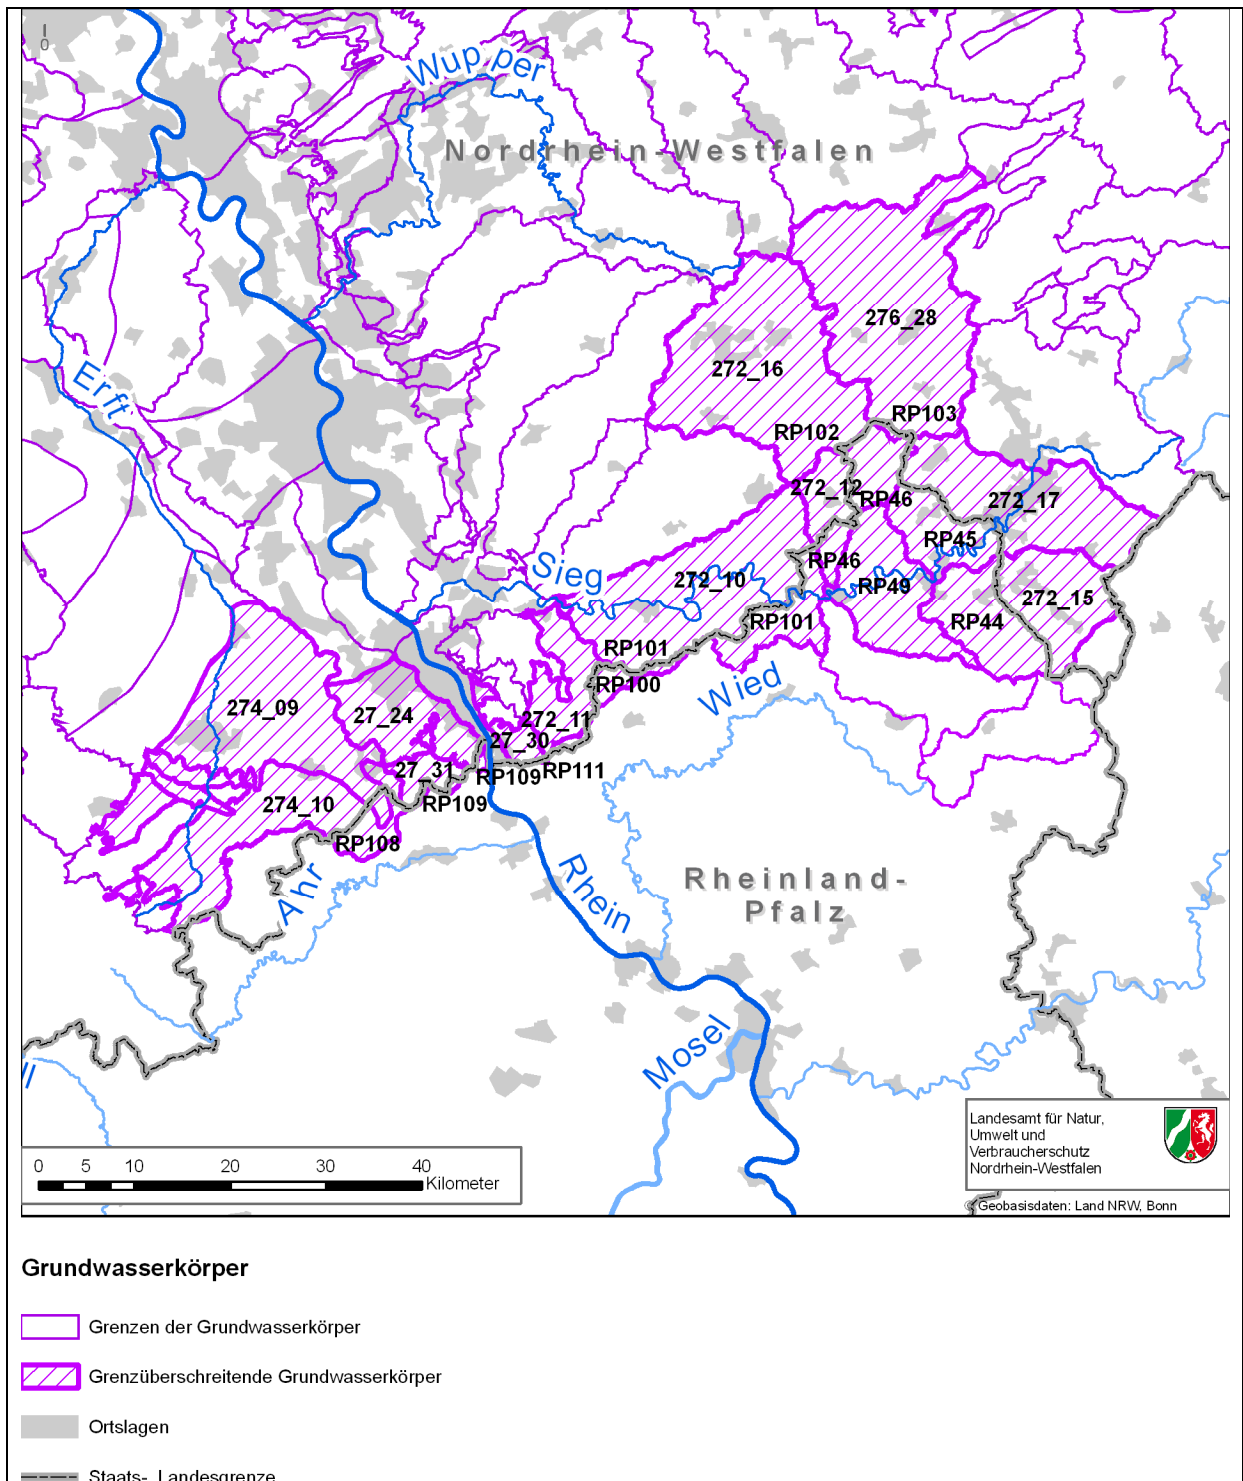 0
Wup per
Nordrhein-Westfalen
276_28
272_16
Erft
RP103
RP102
272_12
RP46
272_17
RP45
RP46
Sieg
272_10
RP49
272_15
RP101
RP44
RP101
RP100
Wied
274_09
27_24
272_11
27_30
27_31
RP109
RP111
RP109
274_10
RP108
Ahr
Rhein
Rheinland-
Pfalz
Mosel
ll
Landesamt für Natur,
Umwelt und
Verbraucherschutz
Nordrhein-Westfalen
0 5 10 20 30 40
Kilometer
© Geobasisdaten: Land NRW, Bonn
Grundwasserkörper
Grenzen der Grundwasserkörper
Grenzüberschreitende Grundwasserkörper
Ortslagen
Staats-, Landesgrenze